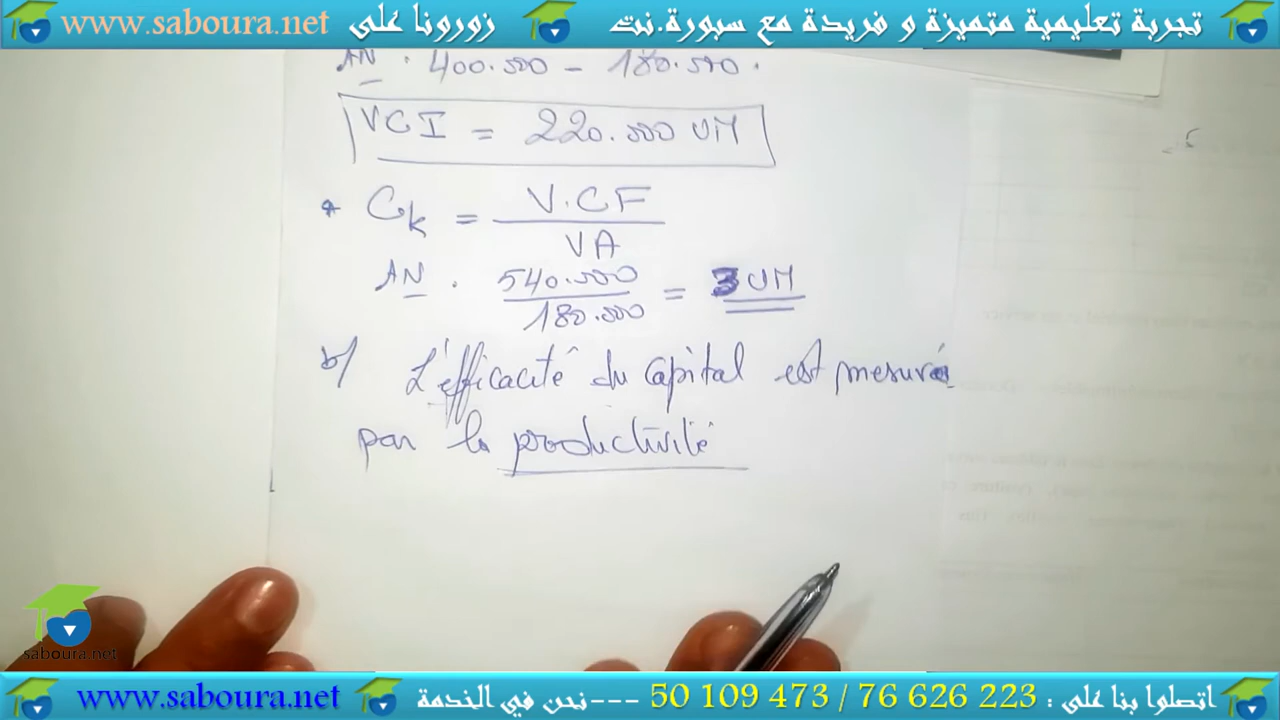 زورونا على www.saboura.net
تجربة تعليمية متميزة و فريدة مع سبورة.نت
AN . 400.000 - 180.000.
VCI = 220.000 UM
* Ck = V.CF / VA
AN . 540.000 / 180.000 = 3 UM
b/ L'efficacité du capital est mesurée
par la productivité
saboura.net
www.saboura.net
اتصلوا بنا على : 223 626 76 / 473 109 50 ---نحن في الخدمة